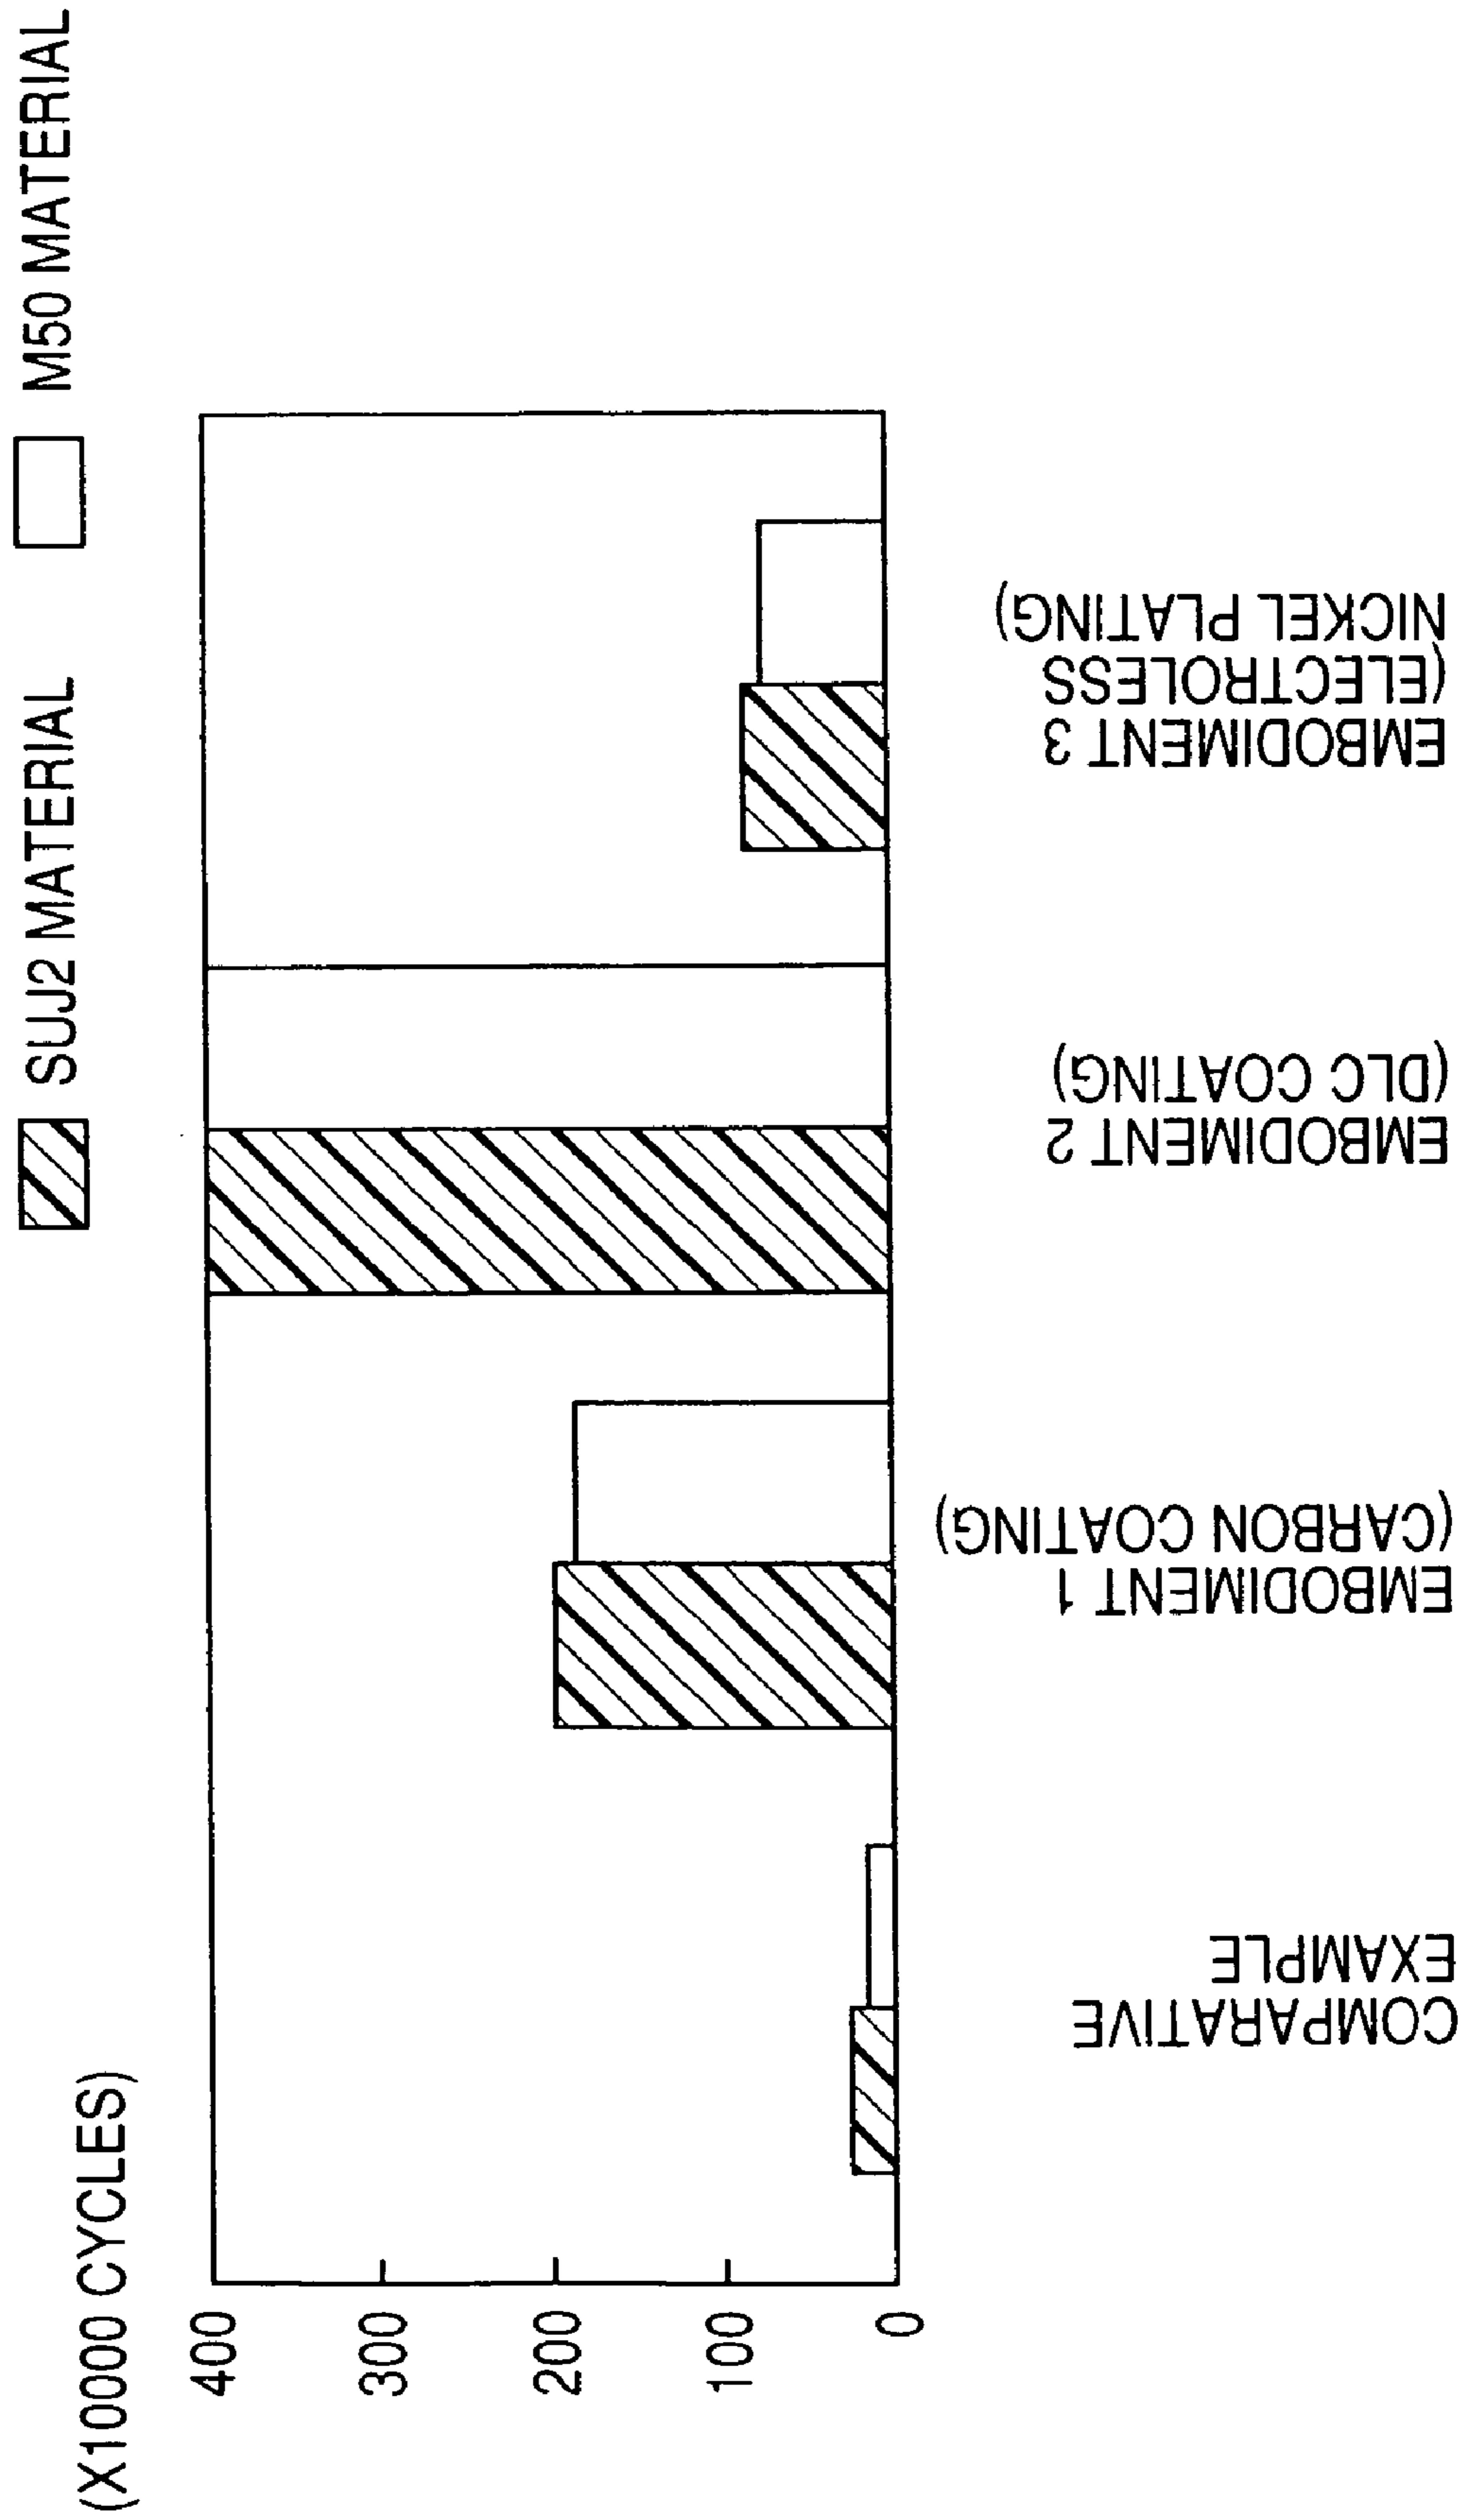 SUJ2 MATERIAL
M50 MATERIAL
(X10000 CYCLES)
400
300
200
100
0
COMPARATIVE
EXAMPLE
EMBODIMENT 1
(CARBON COATING)
EMBODIMENT 2
(DLC COATING)
EMBODIMENT 3
(ELECTROLESS
NICKEL PLATING)